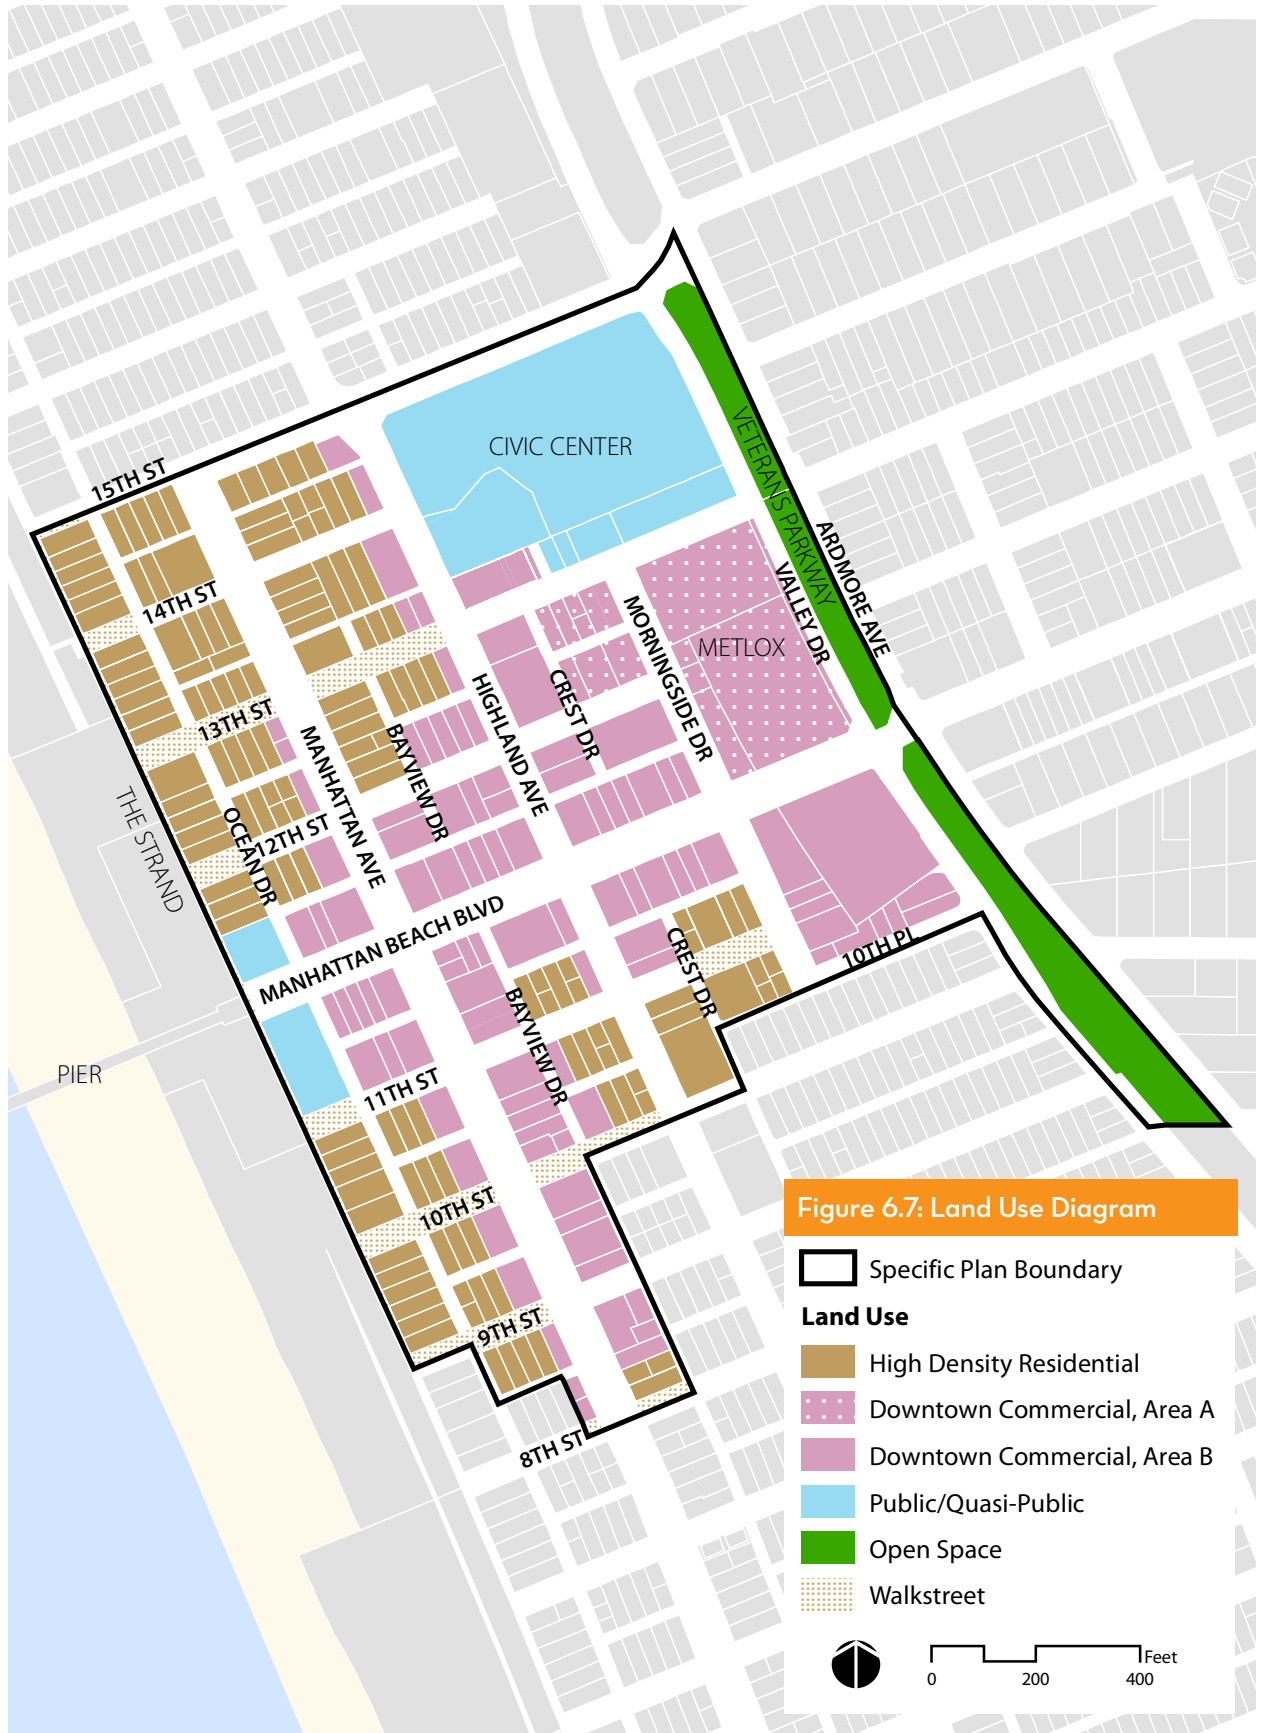 CIVIC CENTER
VETERANS PARKWAY
15TH ST
ARDMORE AVE
VALLEY DR
14TH ST
MORNINGSIDE DR
METLOX
13TH ST
HIGHLAND AVE
CREST DR
MANHATTAN AVE
BAYVIEW DR
THE STRAND
OCEAN DR
12TH ST
MANHATTAN BEACH BLVD
CREST DR
10TH PL
BAYVIEW DR
PIER
11TH ST
10TH ST
9TH ST
8TH ST
Figure 6.7: Land Use Diagram
Specific Plan Boundary
Land Use
High Density Residential
Downtown Commercial, Area A
Downtown Commercial, Area B
Public/Quasi-Public
Open Space
Walkstreet
Feet
0 200 400